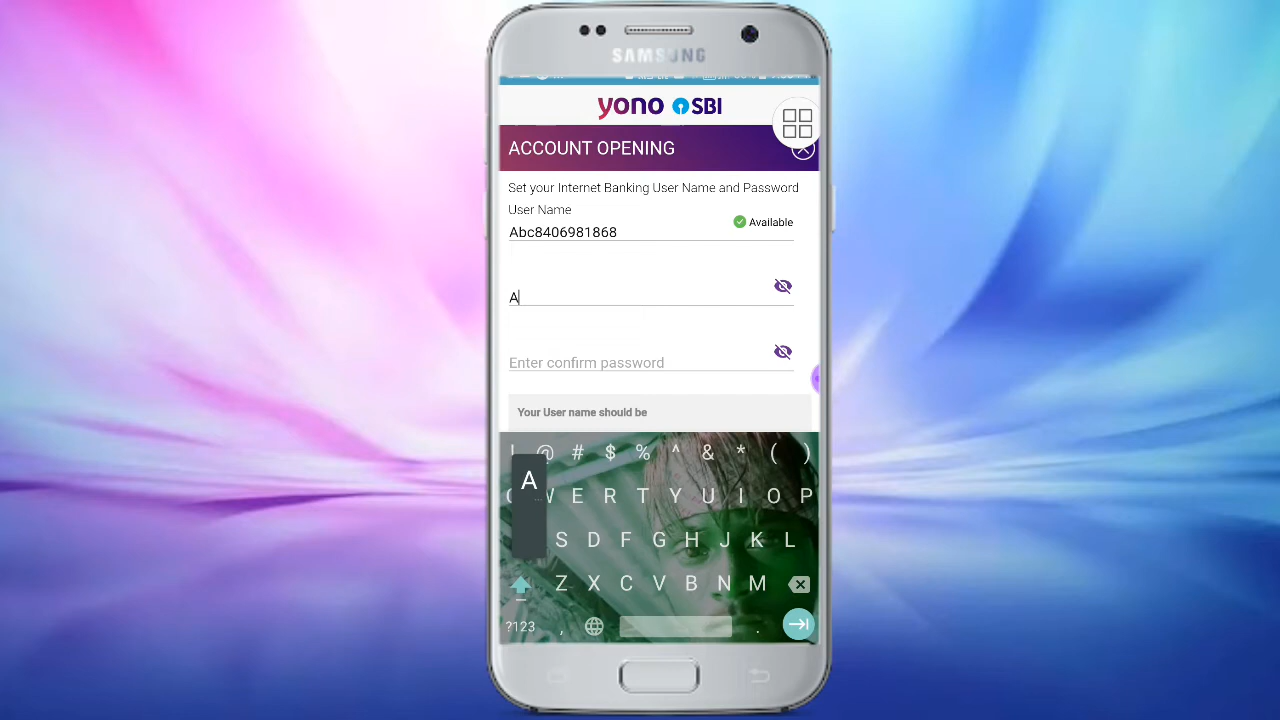 SAMSUNG
yono SBI
ACCOUNT OPENING
Set your Internet Banking User Name and Password
User Name
Available
Abc8406981868
A
Enter confirm password
Your User name should be
! @ # $ % ^ & * ( )
W E R T Y U I O P
A
S D F G H J K L
Z X C V B N M
?123 , .